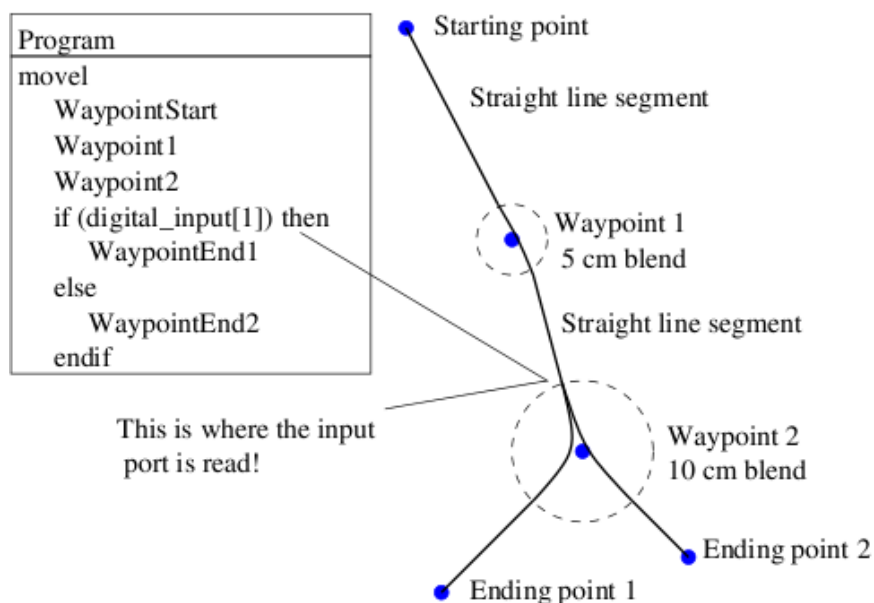 Program
movel
WaypointStart
Waypoint1
Waypoint2
if (digital_input[1]) then
WaypointEnd1
else
WaypointEnd2
endif
Starting point
Straight line segment
Waypoint 1
5 cm blend
Straight line segment
This is where the input
port is read!
Waypoint 2
10 cm blend
Ending point 2
Ending point 1